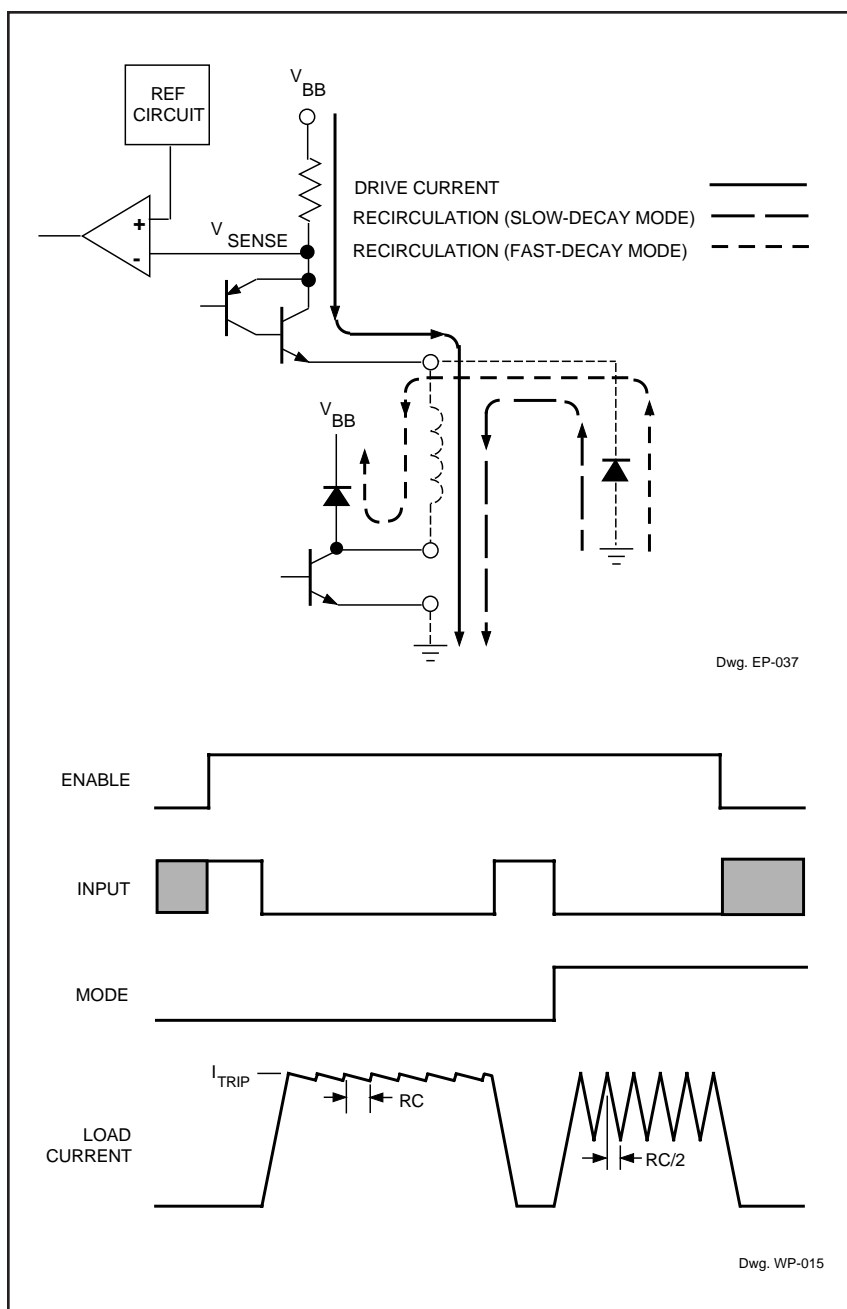 REF
CIRCUIT
V BB
DRIVE CURRENT
RECIRCULATION (SLOW-DECAY MODE)
RECIRCULATION (FAST-DECAY MODE)
+
V SENSE
-
V BB
Dwg. EP-037
ENABLE
INPUT
MODE
I TRIP
RC
LOAD
CURRENT
RC/2
Dwg. WP-015